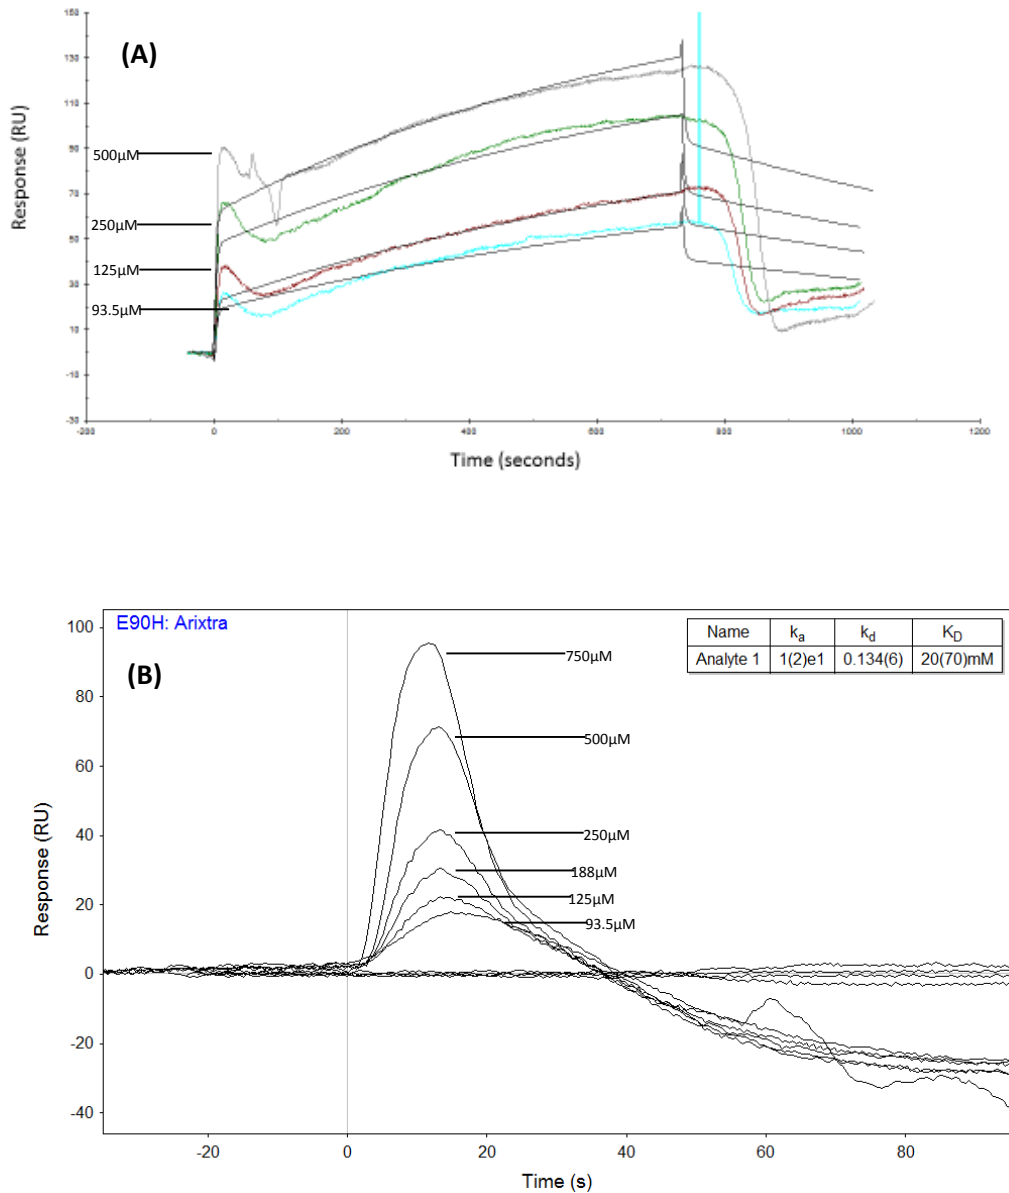 (A)
Response (RU)
150
130
110
90
70
50
30
10
-10
-30
500μM
250μM
125μM
93.5μM
-200 0 200 400 600 800 1000 1200
Time (seconds)
E90H: Arixtra
(B)
Name ka kd KD
Analyte 1 1(2)e1 0.134(6) 20(70)mM
Response (RU)
100
80
60
40
20
0
-20
-40
750μM
500μM
250μM
188μM
125μM
93.5μM
-20 0 20 40 60 80
Time (s)